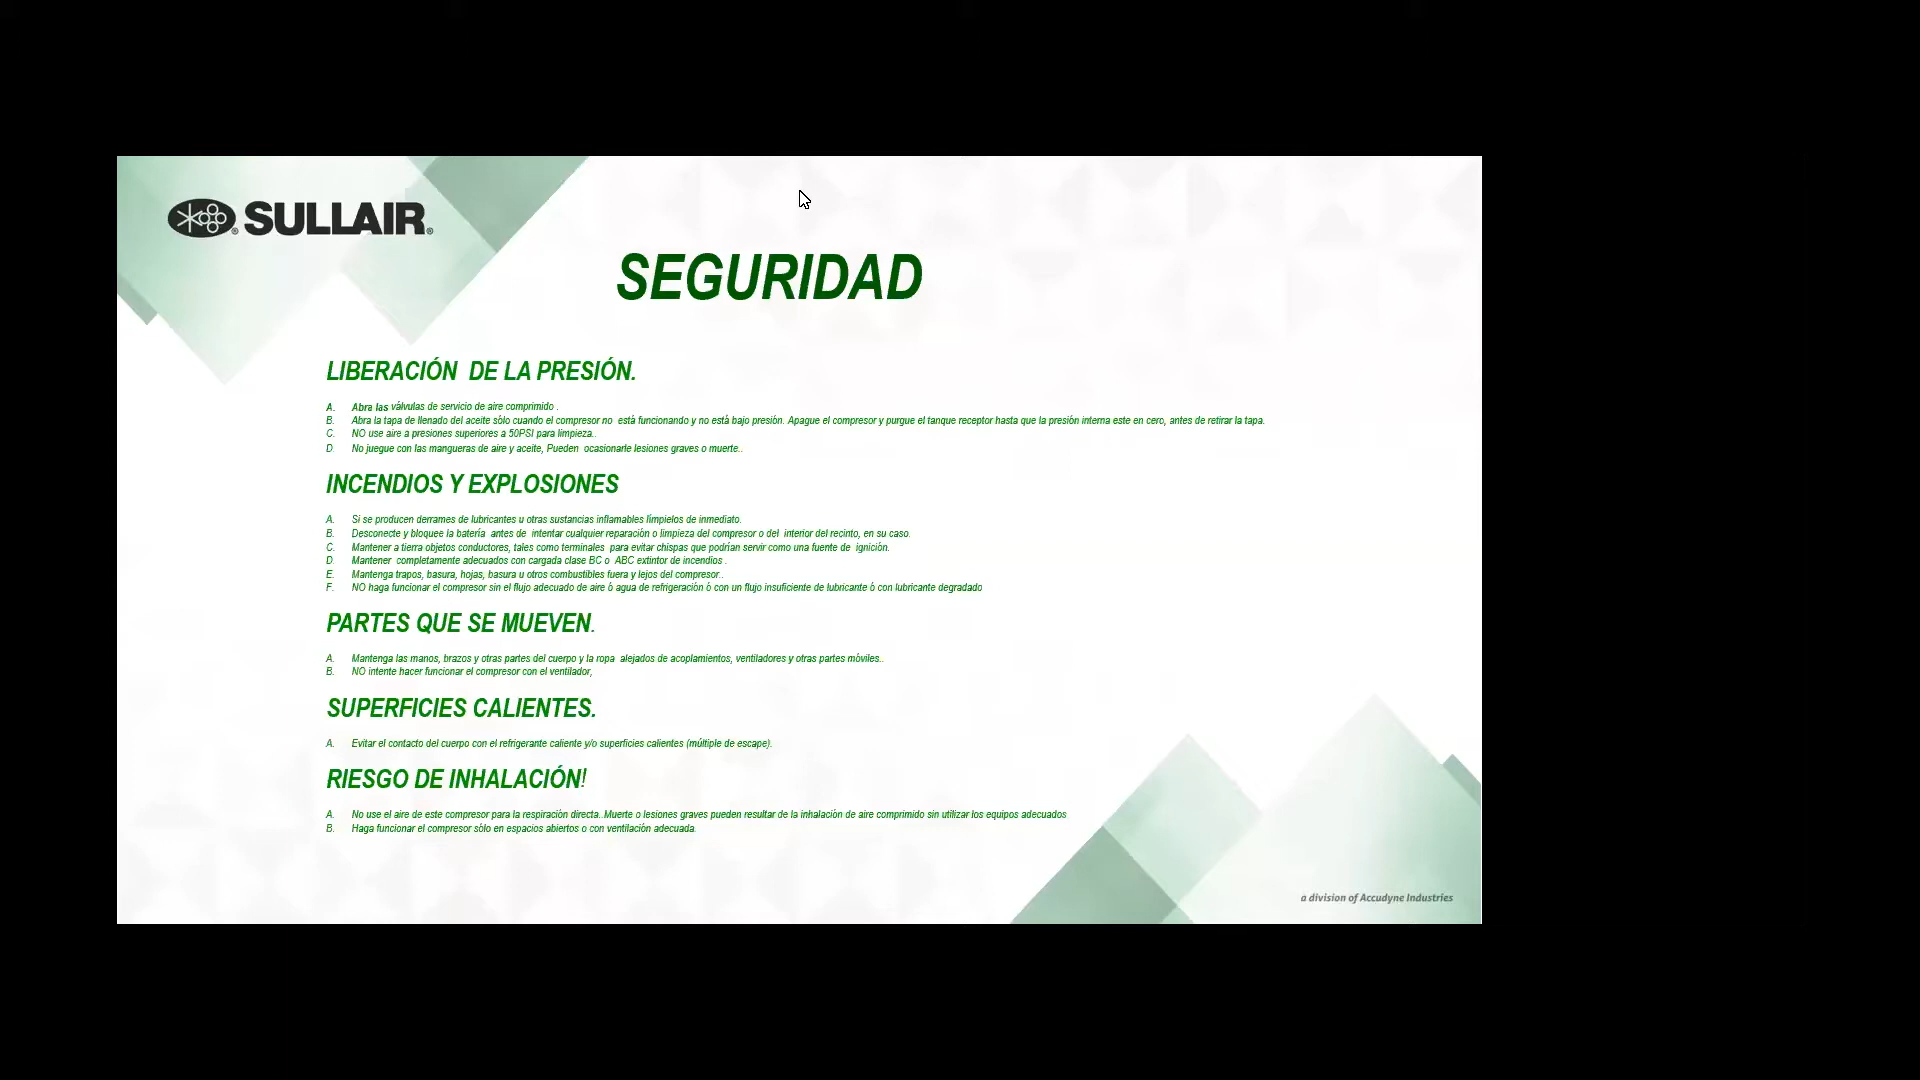 SULLAIR
SEGURIDAD
LIBERACIÓN DE LA PRESIÓN.
A. Abra las válvulas de servicio de aire comprimido .
B. Abra la tapa de llenado del aceite sólo cuando el compresor no está funcionando y no está bajo presión. Apague el compresor y purgue el tanque receptor hasta que la presión interna este en cero, antes de retirar la tapa.
C. NO use aire a presiones superiores a 50PSI para limpieza..
D. No juegue con las mangueras de aire y aceite, Pueden ocasionarle lesiones graves o muerte..
INCENDIOS Y EXPLOSIONES
A. Si se producen derrames de lubricantes u otras sustancias inflamables límpielos de inmediato.
B. Desconecte y bloquee la batería antes de intentar cualquier reparación o limpieza del compresor o del interior del recinto, en su caso.
C. Mantener a tierra objetos conductores, tales como terminales para evitar chispas que podrían servir como una fuente de ignición.
D. Mantener completamente adecuados con cargada clase BC o ABC extintor de incendios .
E. Mantenga trapos, basura, hojas, basura u otros combustibles fuera y lejos del compresor..
F. NO haga funcionar el compresor sin el flujo adecuado de aire ó agua de refrigeración ó con un flujo insuficiente de lubricante ó con lubricante degradado
PARTES QUE SE MUEVEN.
A. Mantenga las manos, brazos y otras partes del cuerpo y la ropa alejados de acoplamientos, ventiladores y otras partes móviles..
B. NO intente hacer funcionar el compresor con el ventilador,
SUPERFICIES CALIENTES.
A. Evitar el contacto del cuerpo con el refrigerante caliente y/o superficies calientes (múltiple de escape).
RIESGO DE INHALACIÓN!
A. No use el aire de este compresor para la respiración directa..Muerte o lesiones graves pueden resultar de la inhalación de aire comprimido sin utilizar los equipos adecuados
B. Haga funcionar el compresor sólo en espacios abiertos o con ventilación adecuada.
a division of Accudyne Industries